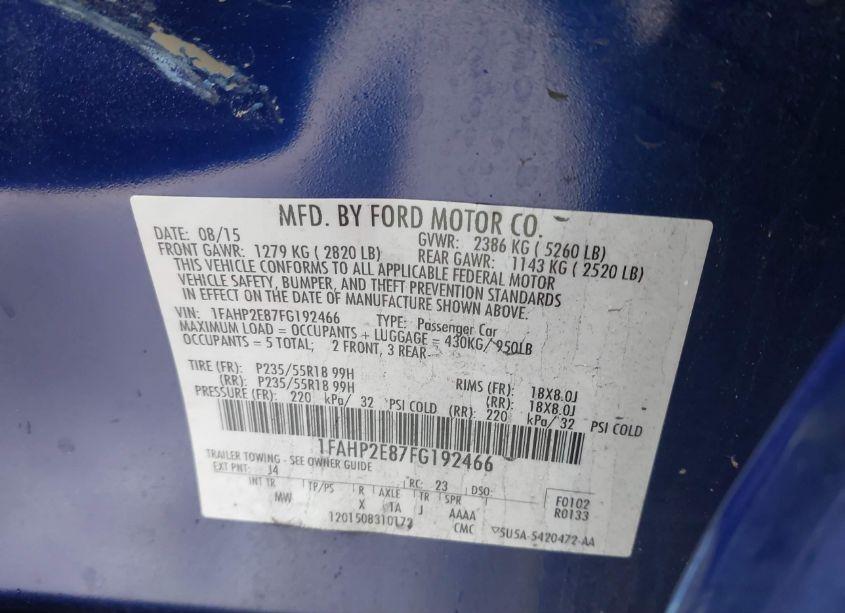 MFD. BY FORD MOTOR CO.
DATE: 08/15 GVWR: 2386 KG ( 5260 LB)
FRONT GAWR: 1279 KG ( 2820 LB) REAR GAWR: 1143 KG ( 2520 LB)
THIS VEHICLE CONFORMS TO ALL APPLICABLE FEDERAL MOTOR
VEHICLE SAFETY, BUMPER, AND THEFT PREVENTION STANDARDS
IN EFFECT ON THE DATE OF MANUFACTURE SHOWN ABOVE.
VIN: 1FAHP2E87FG192466 TYPE: Passenger Car
MAXIMUM LOAD = OCCUPANTS + LUGGAGE = 430KG/ 950LB
OCCUPANTS = 5 TOTAL; 2 FRONT, 3 REAR
TIRE (FR): P235/55R18 99H RIMS (FR): 18X8.0J
(RR): P235/55R18 99H (RR): 18X8.0J
PRESSURE (FR): 220 kPa/ 32 PSI COLD (RR): 220 kPa/ 32 PSI COLD
1FAHP2E87FG192466
TRAILER TOWING - SEE OWNER GUIDE
EXT PNT: J4 RC: 23 DSO:
INT TR TP/PS R AXLE TR SPR F0102
MW X 1A J AAAA R0133
120150831017? CMC